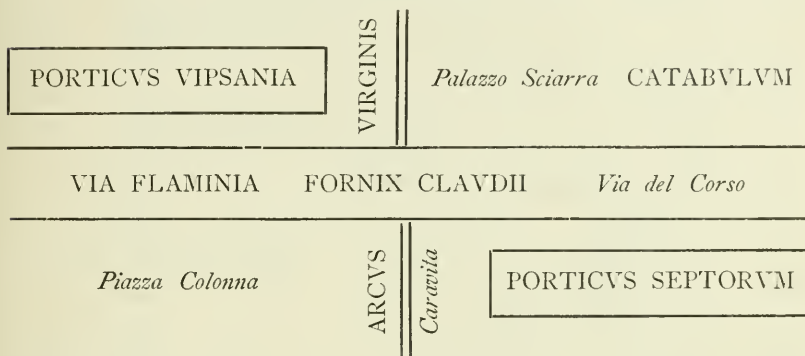 PORTICVS VIPSANIA
VIRGINIS
Palazzo Sciarra CATABVLVM
VIA FLAMINIA FORNIX CLAVDII Via del Corso
Piazza Colonna
ARCVS
Caravita
PORTICVS SEPTORVM